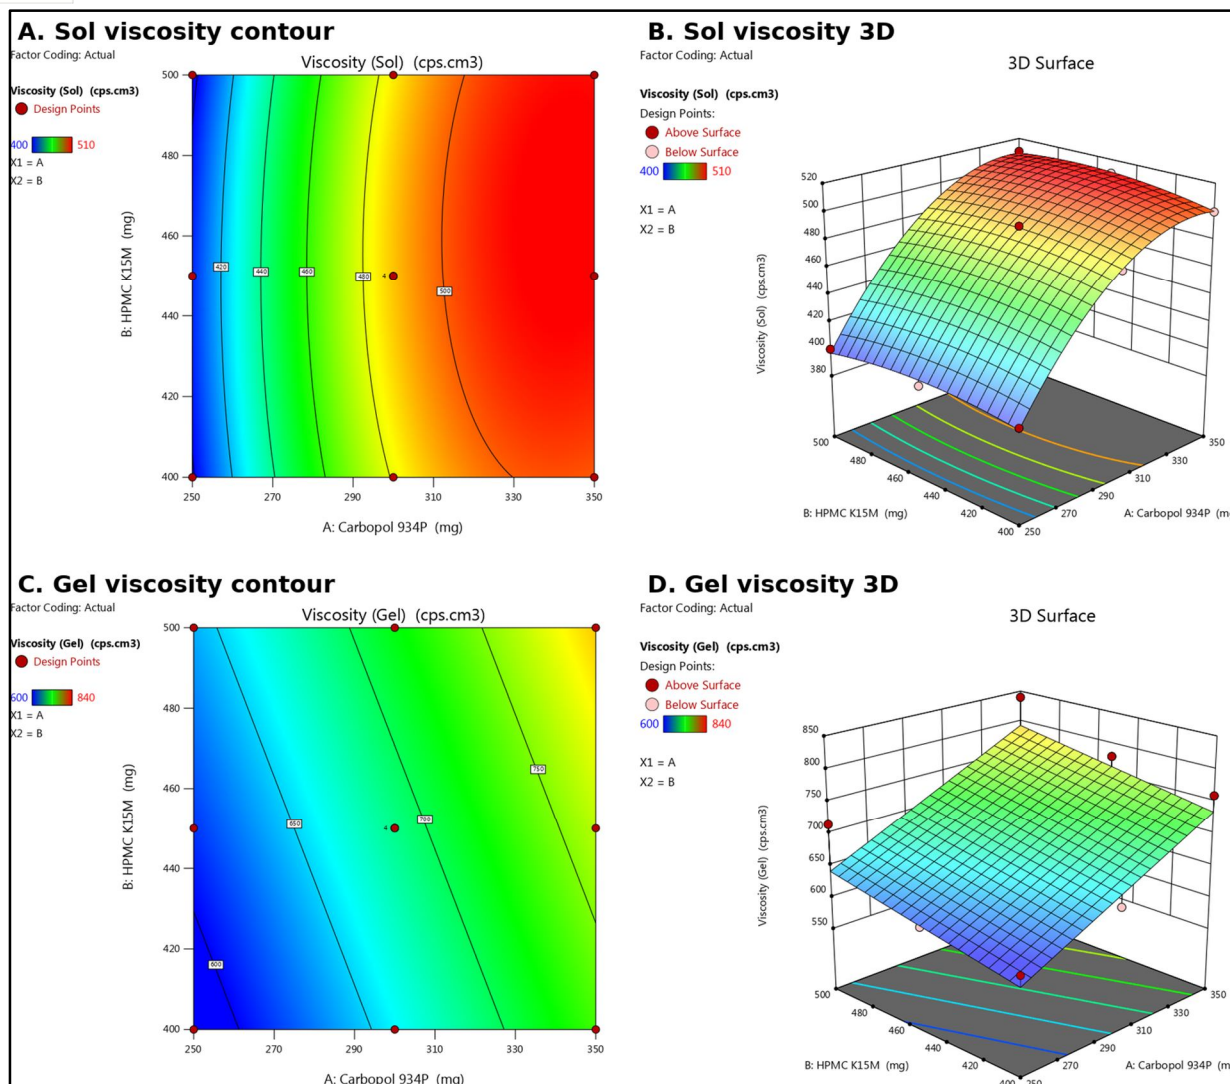 A. Sol viscosity contour
Factor Coding: Actual
Viscosity (Sol) (cps.cm3)
Viscosity (Sol) (cps.cm3)
Design Points
400 510
X1 = A
X2 = B
B: HPMC K15M (mg)
500
480
460
440
420
400
420
440
460
480
4
500
250 270 290 310 330 350
A: Carbopol 934P (mg)
B. Sol viscosity 3D
Factor Coding: Actual
3D Surface
Viscosity (Sol) (cps.cm3)
Design Points:
Above Surface
Below Surface
400 510
X1 = A
X2 = B
Viscosity (Sol) (cps.cm3)
520
500
480
460
440
420
400
380
500
480
460
440
420
400
250
270
290
310
330
350
B: HPMC K15M (mg)
A: Carbopol 934P (m
C. Gel viscosity contour
Factor Coding: Actual
Viscosity (Gel) (cps.cm3)
Viscosity (Gel) (cps.cm3)
Design Points
600 840
X1 = A
X2 = B
B: HPMC K15M (mg)
500
480
460
440
420
400
600
650
4
700
750
250 270 290 310 330 350
A: Carbopol 934P (mg)
D. Gel viscosity 3D
Factor Coding: Actual
3D Surface
Viscosity (Gel) (cps.cm3)
Design Points:
Above Surface
Below Surface
600 840
X1 = A
X2 = B
Viscosity (Gel) (cps.cm3)
850
800
750
700
650
600
550
500
480
460
440
420
400
250
270
290
310
330
350
B: HPMC K15M (mg)
A: Carbopol 934P (m